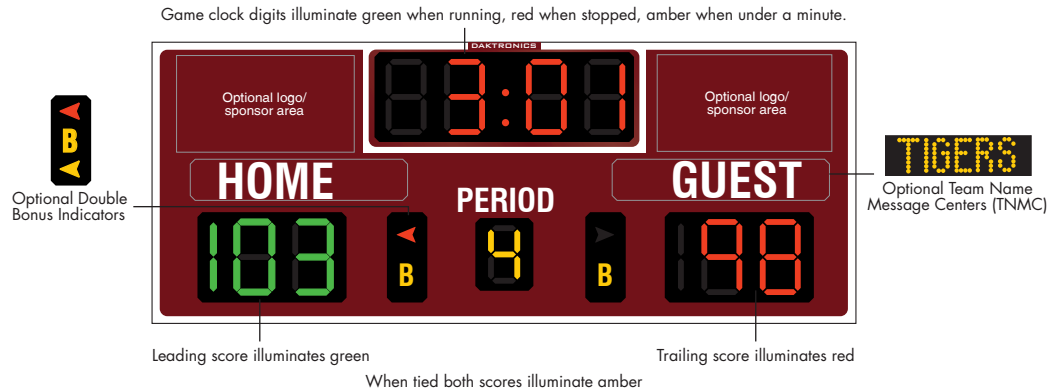 Game clock digits illuminate green when running, red when stopped, amber when under a minute.
DAKTRONICS
Optional logo/
sponsor area
3:01
Optional logo/
sponsor area
B
Optional Double
Bonus Indicators
HOME
PERIOD
GUEST
TIGERS
Optional Team Name
Message Centers (TNMC)
103
B
4
B
98
Leading score illuminates green
Trailing score illuminates red
When tied both scores illuminate amber